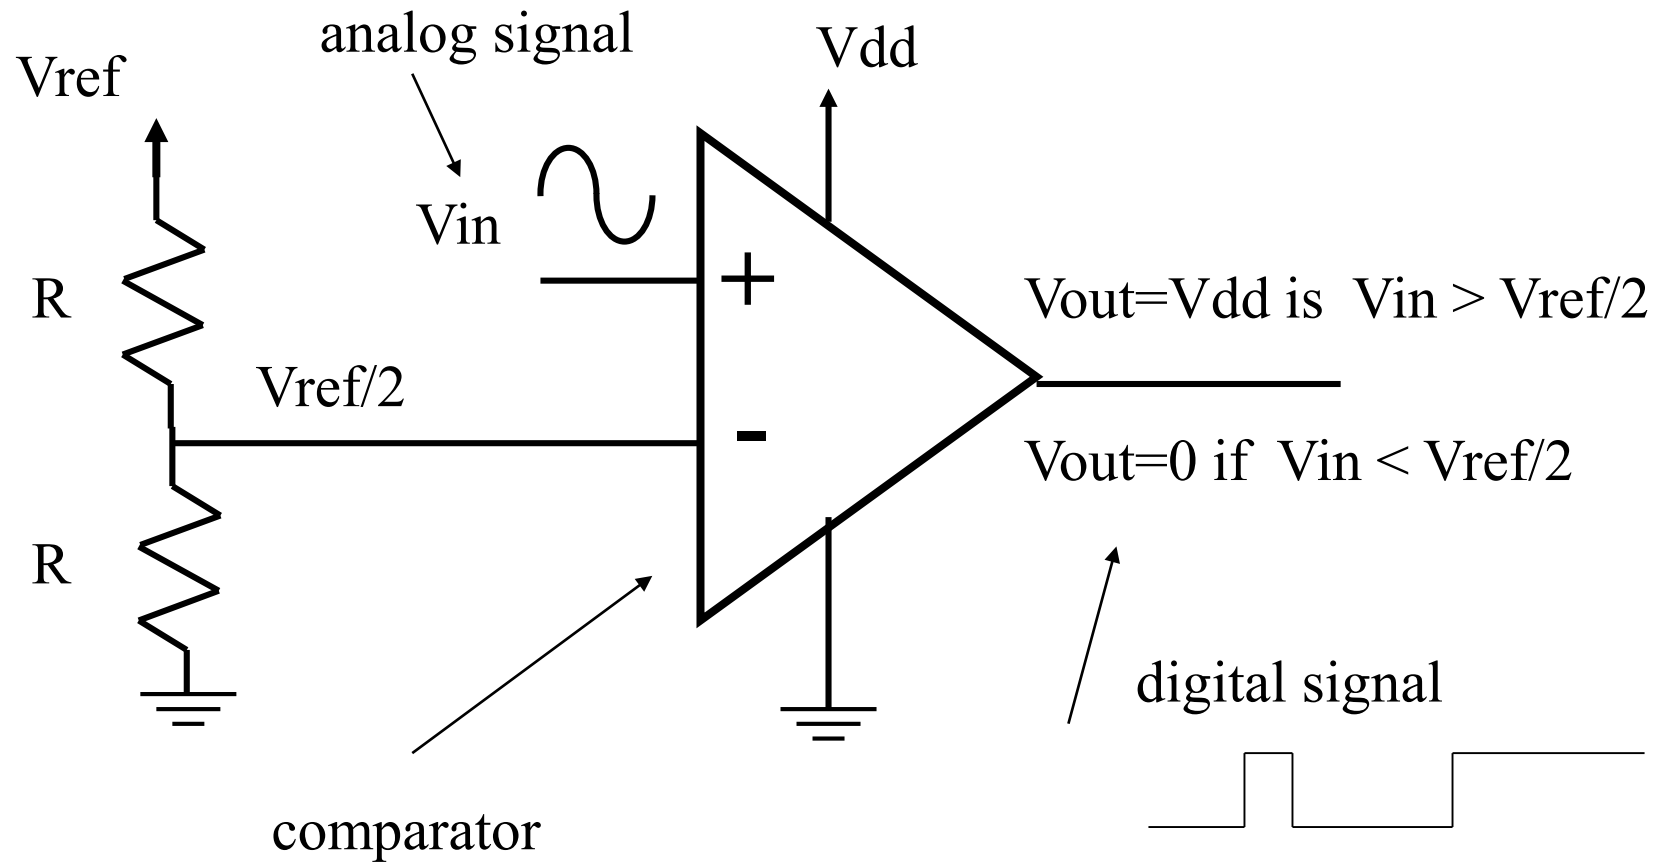 analog signal
Vdd
Vref
Vin
+
R
Vout=Vdd is Vin > Vref/2
Vref/2
-
Vout=0 if Vin < Vref/2
R
digital signal
comparator